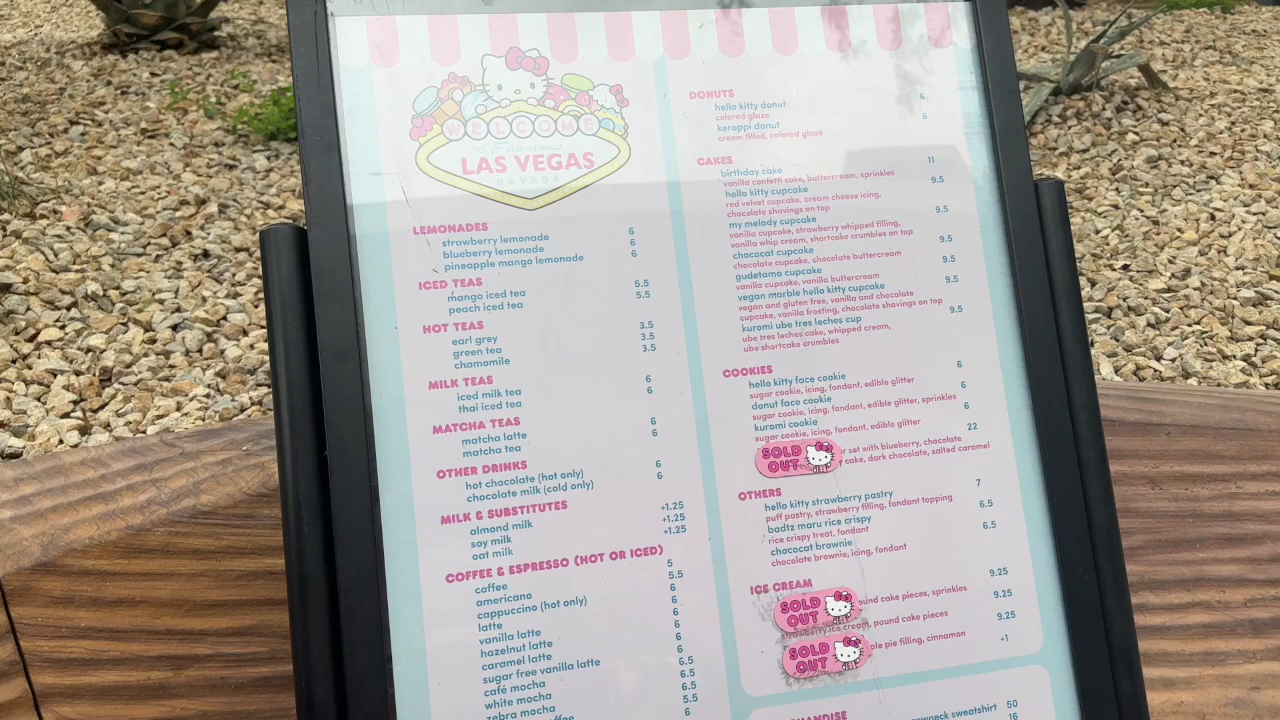 WELCOME
TO Fabulous
LAS VEGAS
NEVADA
LEMONADES
strawberry lemonade 6
blueberry lemonade 6
pineapple mango lemonade 6
ICED TEAS
mango iced tea 5.5
peach iced tea 5.5
HOT TEAS
earl grey 3.5
green tea 3.5
chamomile 3.5
MILK TEAS
iced milk tea 6
thai iced tea 6
MATCHA TEAS
matcha latte 6
matcha tea 6
OTHER DRINKS
hot chocolate (hot only) 6
chocolate milk (cold only) 6
MILK & SUBSTITUTES
almond milk +1.25
soy milk +1.25
oat milk +1.25
COFFEE & ESPRESSO (HOT OR ICED)
coffee 5
americano 5.5
cappuccino (hot only) 6
latte 6
vanilla latte 6
hazelnut latte 6
caramel latte 6
sugar free vanilla latte 6
café mocha 6.5
white mocha 6.5
zebra mocha 6.5
5.5
6
DONUTS
hello kitty donut 6
colored glaze
keroppi donut 6
cream filled, colored glaze
CAKES
birthday cake 11
vanilla confetti cake, buttercream, sprinkles
hello kitty cupcake 9.5
red velvet cupcake, cream cheese icing,
chocolate shavings on top
my melody cupcake 9.5
vanilla cupcake, strawberry whipped filling,
vanilla whip cream, shortcake crumbles on top
chococat cupcake 9.5
chocolate cupcake, chocolate buttercream
gudetama cupcake 9.5
vanilla cupcake, vanilla buttercream
vegan marble hello kitty cupcake 9.5
vegan and gluten free, vanilla and chocolate
cupcake, vanilla frosting, chocolate shavings on top
kuromi ube tres leches cup 9.5
ube tres leches cake, whipped cream,
ube shortcake crumbles
COOKIES
hello kitty face cookie 6
sugar cookie, icing, fondant, edible glitter
donut face cookie 6
sugar cookie, icing, fondant, edible glitter, sprinkles
kuromi cookie 6
sugar cookie, icing, fondant, edible glitter
22
SOLD OUT
set with blueberry, chocolate
cake, dark chocolate, salted caramel
OTHERS
hello kitty strawberry pastry 7
puff pastry, strawberry filling, fondant topping
badtz maru rice crispy 6.5
rice crispy treat, fondant
chococat brownie 6.5
chocolate brownie, icing, fondant
ICE CREAM
9.25
SOLD OUT
pound cake pieces, sprinkles
9.25
strawberry ice cream, pound cake pieces
9.25
SOLD OUT
pie filling, cinnamon
+1
sweatshirt 50
16